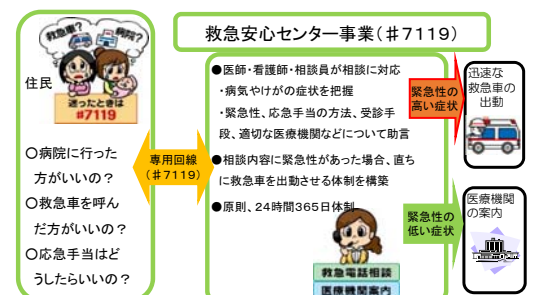 救急安心センター事業（♯7119）
救急車？
病院？
住民
迷ったときは
#7119
○病院に行った
方がいいの？
○救急車を呼ん
だ方がいいの？
○応急手当はど
うしたらいいの？
専用回線
（♯7119）
●医師・看護師・相談員が相談に対応
・病気やけがの症状を把握
・緊急性、応急手当の方法、受診手
段、適切な医療機関などについて助言
●相談内容に緊急性があった場合、直ち
に救急車を出動させる体制を構築
●原則、24時間365日体制
救急電話相談
医療機関案内
緊急性の
高い症状
迅速な
救急車の
出動
緊急性の
低い症状
医療機関
の案内